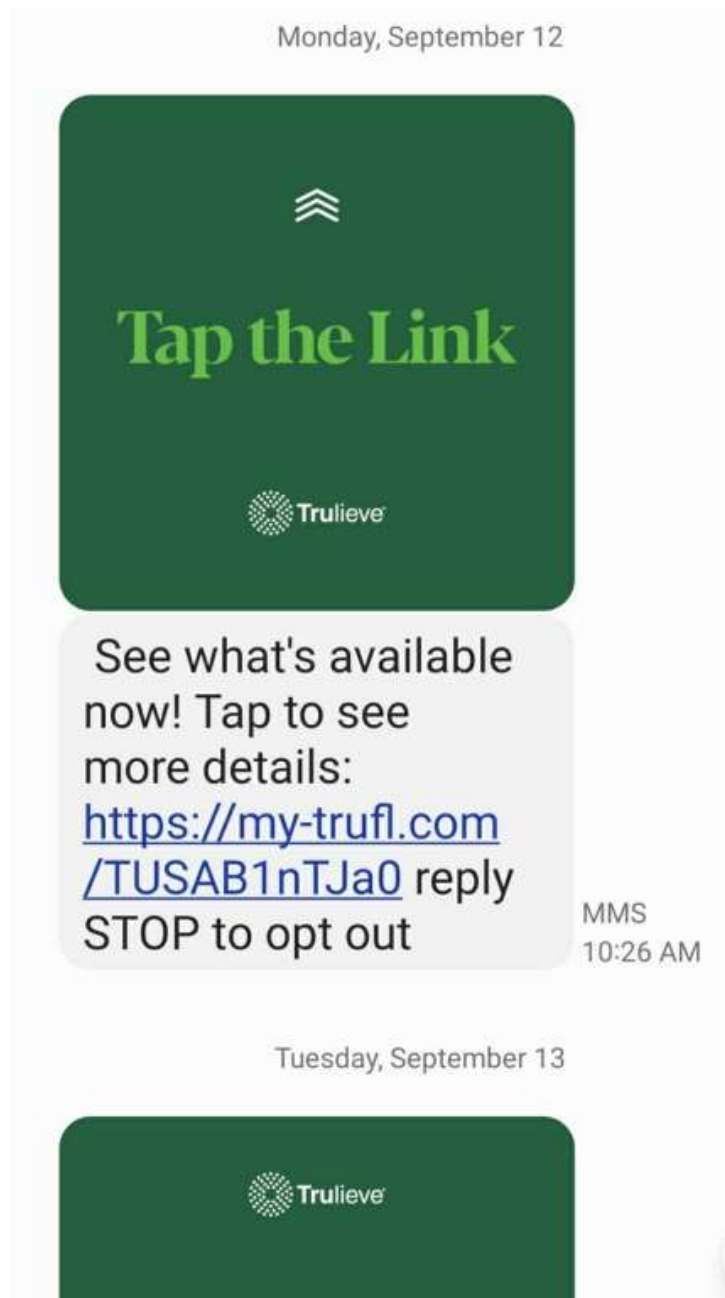 Monday, September 12
Tap the Link
Trulieve
See what's available
now! Tap to see
more details:
https://my-trufl.com
/TUSAB1nTJa0 reply
STOP to opt out
MMS
10:26 AM
Tuesday, September 13
Trulieve